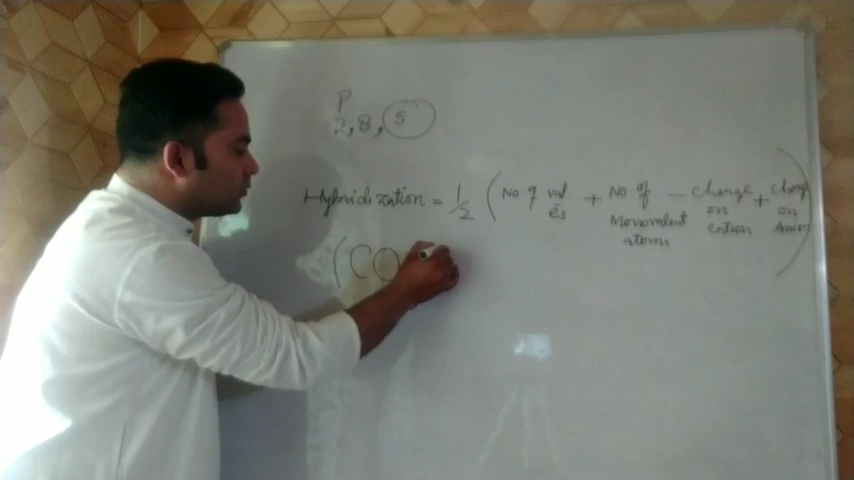 P
2, 8, 5
Hybridization = 1/2 ( No of val + No of - charge + charge
ēs Monovalent on on
atoms cation Anion )
(CO